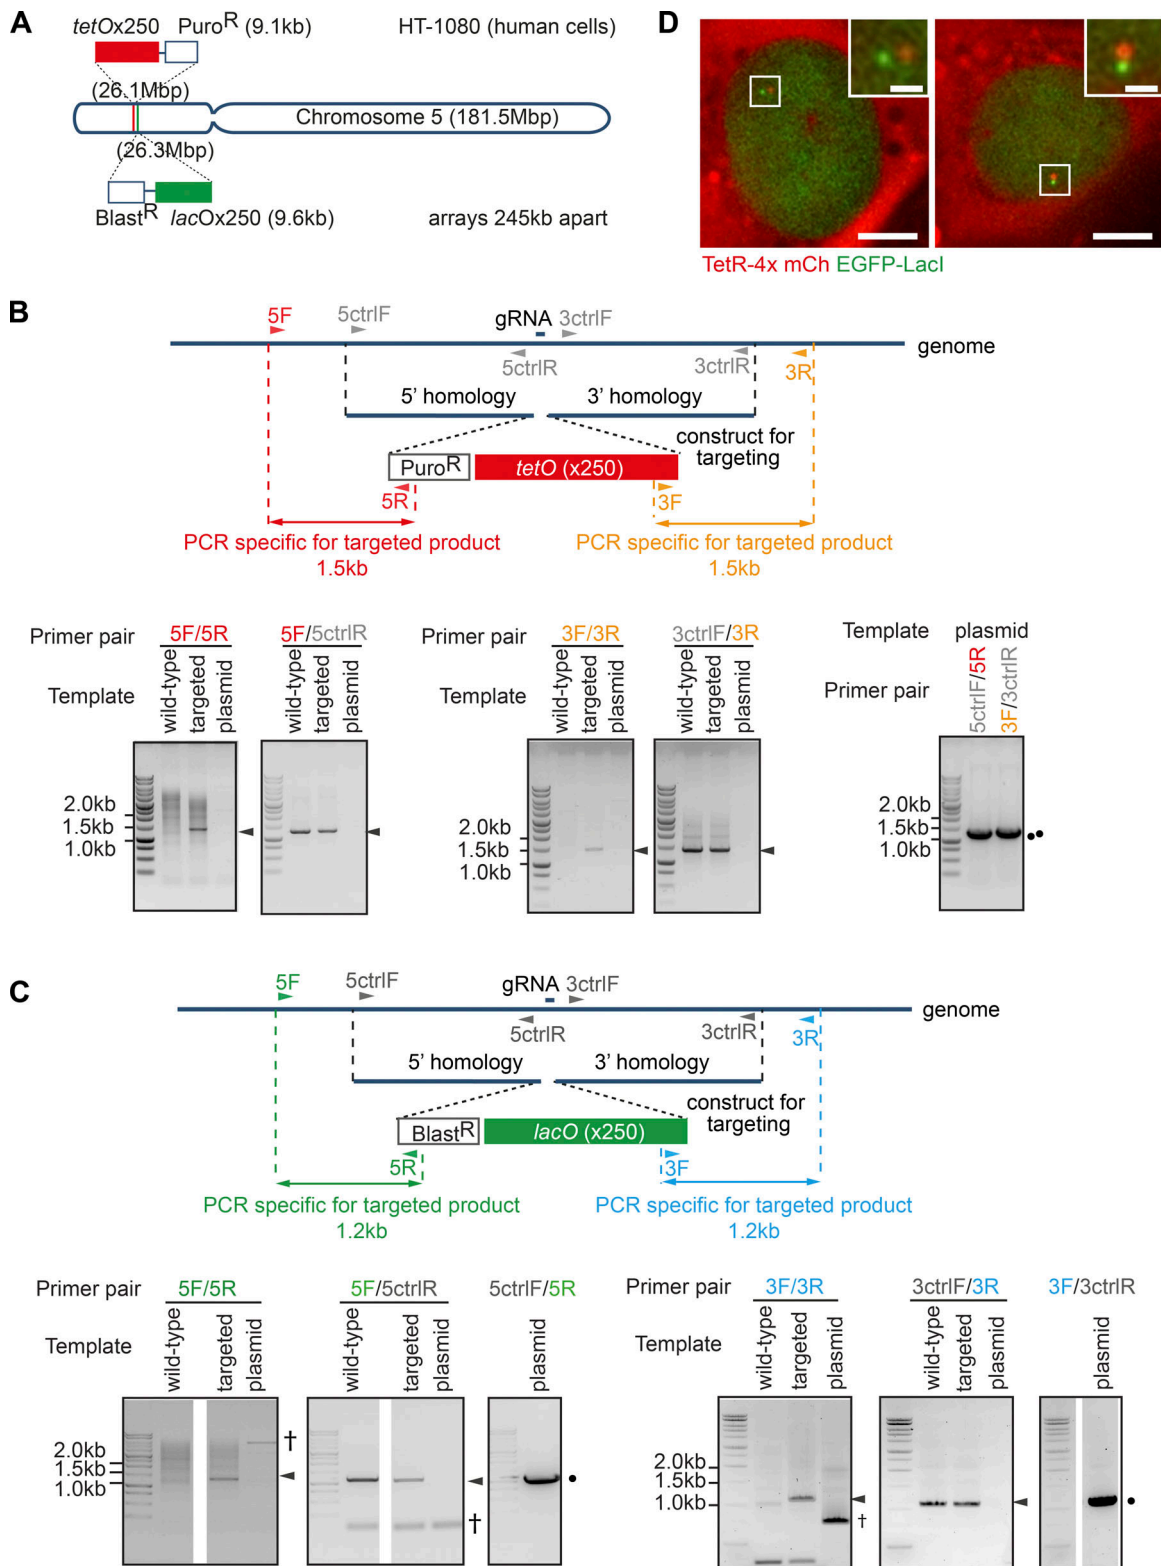 A
tetOx250 Puro^R (9.1kb) HT-1080 (human cells)
(26.1Mbp)
Chromosome 5 (181.5Mbp)
(26.3Mbp)
Blast^R lacOx250 (9.6kb) arrays 245kb apart
D
TetR-4x mCh EGFP-LacI
B
5F 5ctrlF gRNA 3ctrlF
genome
5ctrlR 3ctrlR 3R
5' homology 3' homology
construct for
targeting
Puro^R tetO (x250)
5R 3F
PCR specific for targeted product PCR specific for targeted product
1.5kb 1.5kb
Primer pair 5F/5R 5F/5ctrlR
Template wild-type targeted plasmid wild-type targeted plasmid
2.0kb
1.5kb
1.0kb
Primer pair 3F/3R 3ctrlF/3R
Template wild-type targeted plasmid wild-type targeted plasmid
2.0kb
1.5kb
1.0kb
Template plasmid
Primer pair 5ctrlF/5R 3F/3ctrlR
2.0kb
1.5kb
1.0kb
C
5F 5ctrlF gRNA 3ctrlF
genome
5ctrlR 3ctrlR 3R
5' homology 3' homology
construct for
targeting
Blast^R lacO (x250)
5R 3F
PCR specific for targeted product PCR specific for targeted product
1.2kb 1.2kb
Primer pair 5F/5R 5F/5ctrlR 5ctrlF/5R
Template wild-type targeted plasmid wild-type targeted plasmid plasmid
2.0kb †
1.5kb
1.0kb
†
Primer pair 3F/3R 3ctrlF/3R 3F/3ctrlR
Template wild-type targeted plasmid wild-type targeted plasmid plasmid
2.0kb
1.5kb
1.0kb
†